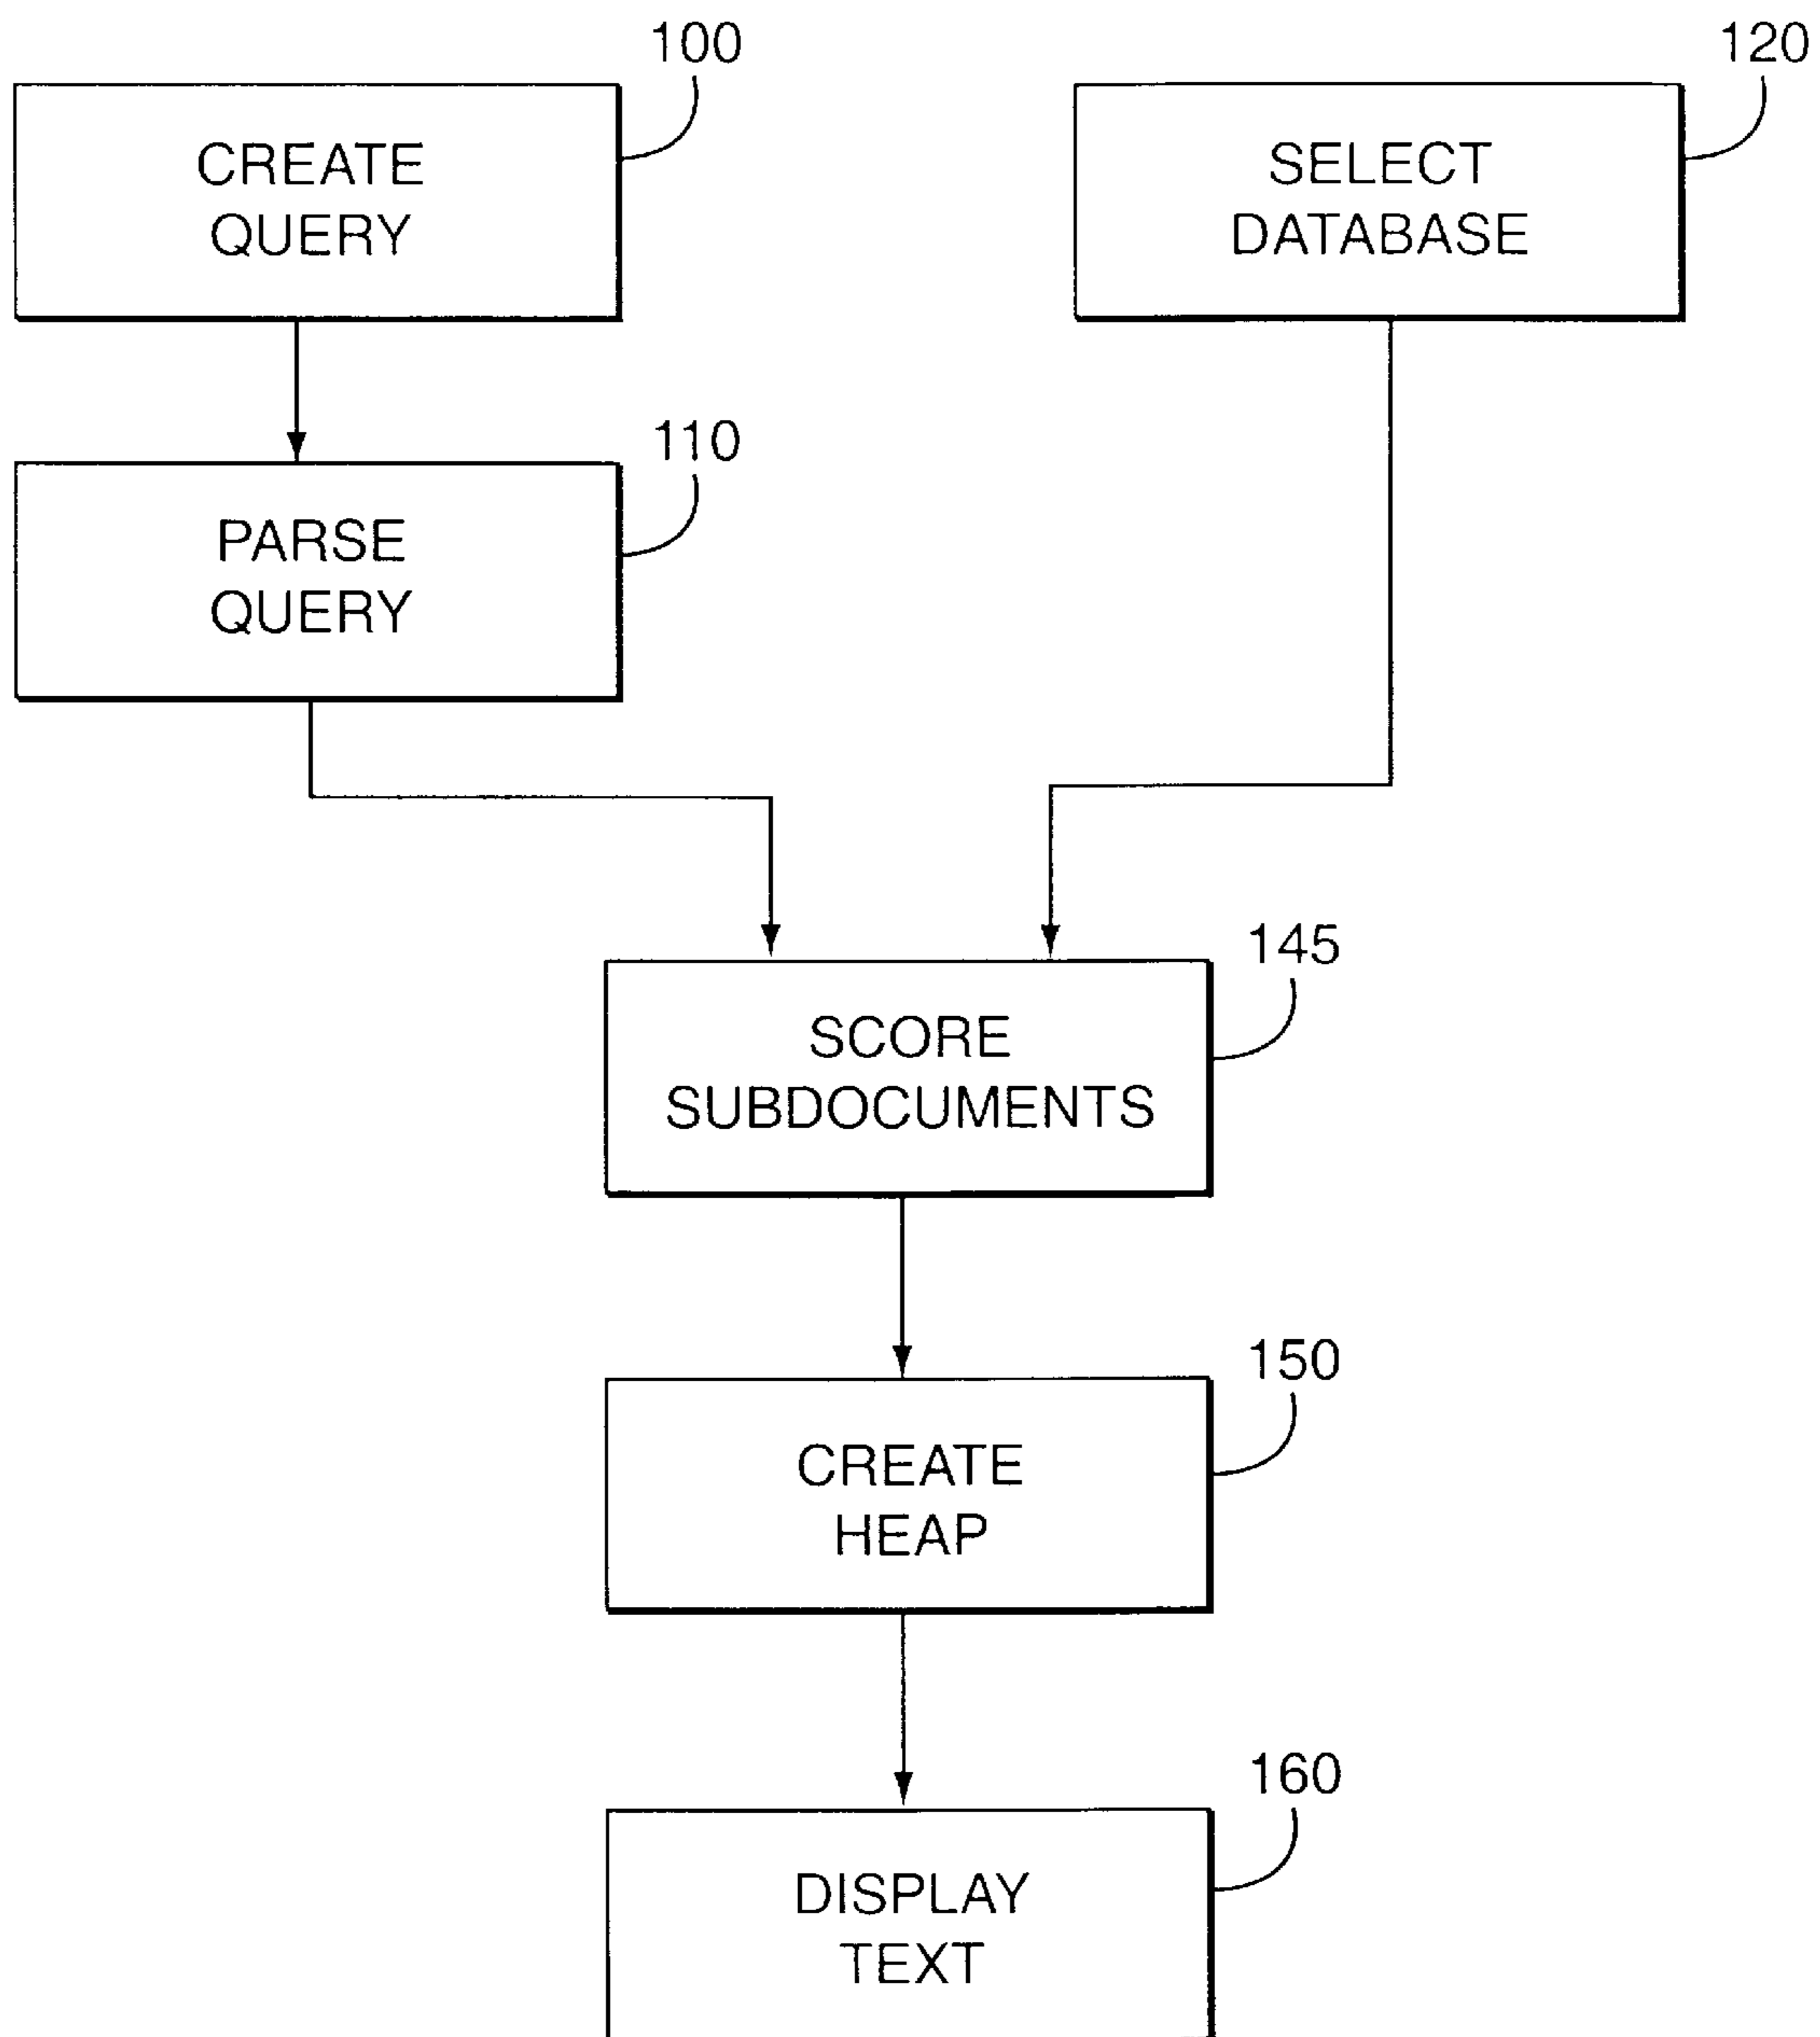 100
CREATE
QUERY
120
SELECT
DATABASE
110
PARSE
QUERY
145
SCORE
SUBDOCUMENTS
150
CREATE
HEAP
160
DISPLAY
TEXT